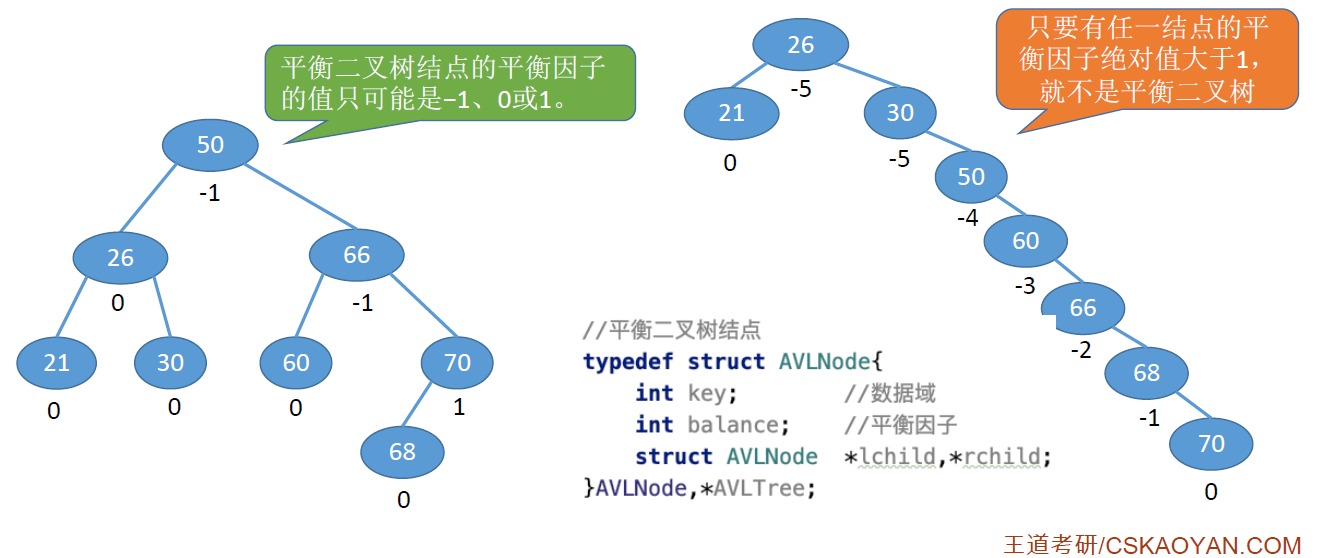 平衡二叉树结点的平衡因子
的值只可能是−1、0或1。
50
-1
26
0
66
-1
21
0
30
0
60
0
70
1
68
0
只要有任一结点的平
衡因子绝对值大于1，
就不是平衡二叉树
26
-5
21
0
30
-5
50
-4
60
-3
66
-2
68
-1
70
0
//平衡二叉树结点
typedef struct AVLNode{
int key; //数据域
int balance; //平衡因子
struct AVLNode *lchild,*rchild;
}AVLNode,*AVLTree;
王道考研/CSKAOYAN.COM